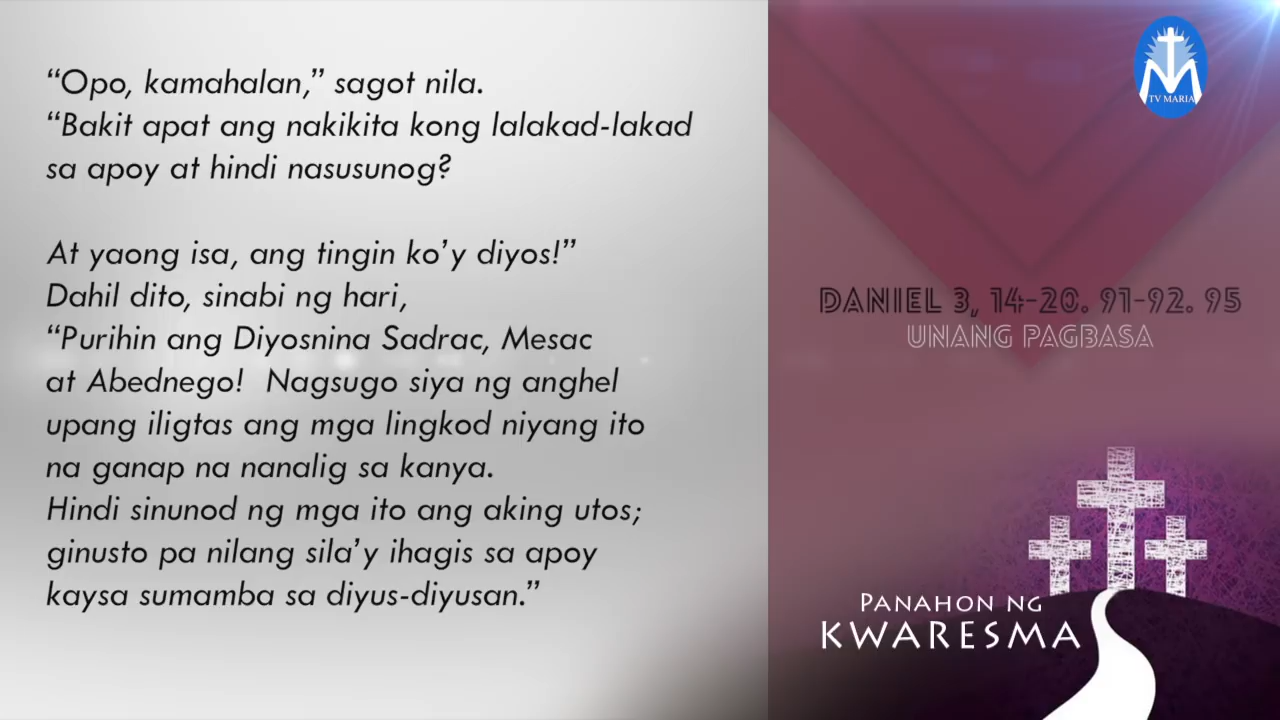 “Opo, kamahalan,” sagot nila.
“Bakit apat ang nakikita kong lalakad-lakad
sa apoy at hindi nasusunog?
At yaong isa, ang tingin ko’y diyos!”
Dahil dito, sinabi ng hari,
“Purihin ang Diyosnina Sadrac, Mesac
at Abednego!  Nagsugo siya ng anghel
upang iligtas ang mga lingkod niyang ito
na ganap na nanalig sa kanya.
Hindi sinunod ng mga ito ang aking utos;
ginusto pa nilang sila’y ihagis sa apoy
kaysa sumamba sa diyus-diyusan.”
TV MARIA
DANIEL 3, 14-20. 91-92. 95
UNANG PAGBASA
PANAHON NG
KWARESMA